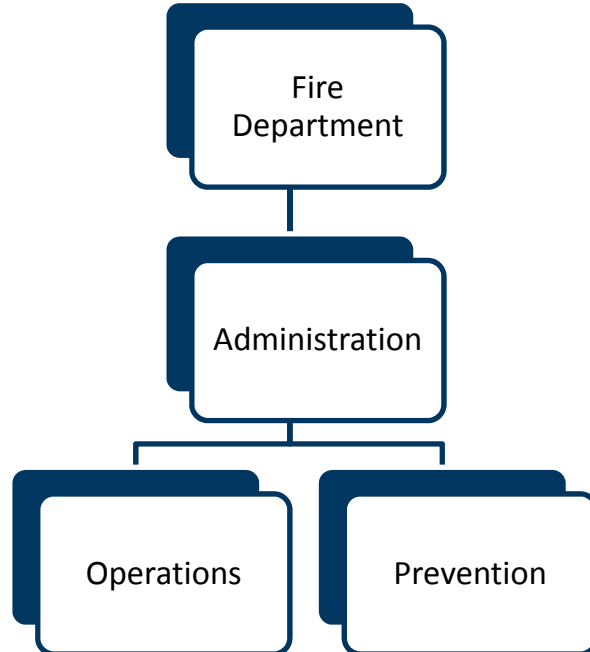 Fire
Department
Administration
Operations
Prevention